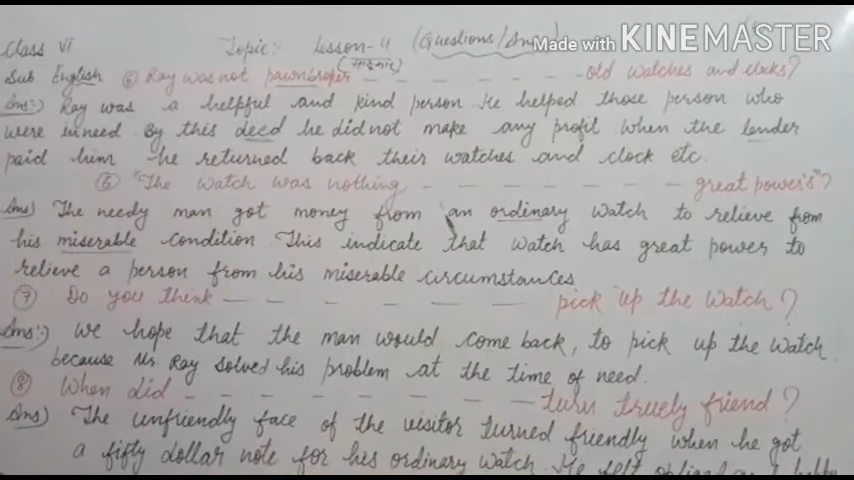 Class VI Topic:- Lesson-4 (Questions/Ans
Made with KINEMASTER
(साहूकार)
Sub English ⑥ Ray was not pawnbroper - - - - - - old watches and clocks?
Ans:) Ray was a helpful and kind person. He helped those person who
were in need. By this deed he did not make any profit. When the lender
paid him he returned back their watches and clock etc.
⑥ "The watch was nothing - - - - - - - great power's"?
Ans) The needy man got money from an ordinary watch to relieve from
his miserable condition. This indicate that watch has great power to
relieve a person from his miserable circumstances
⑦ Do you think - - - - - - pick up the watch?
Ans:) We hope that the man would come back, to pick up the watch
because Mr. Ray solved his problem at the time of need.
⑧ When did - - - - - - - - turn truely friend?
Ans) The unfriendly face of the visitor turned friendly when he got
a fifty dollar note for his ordinary watch. He felt